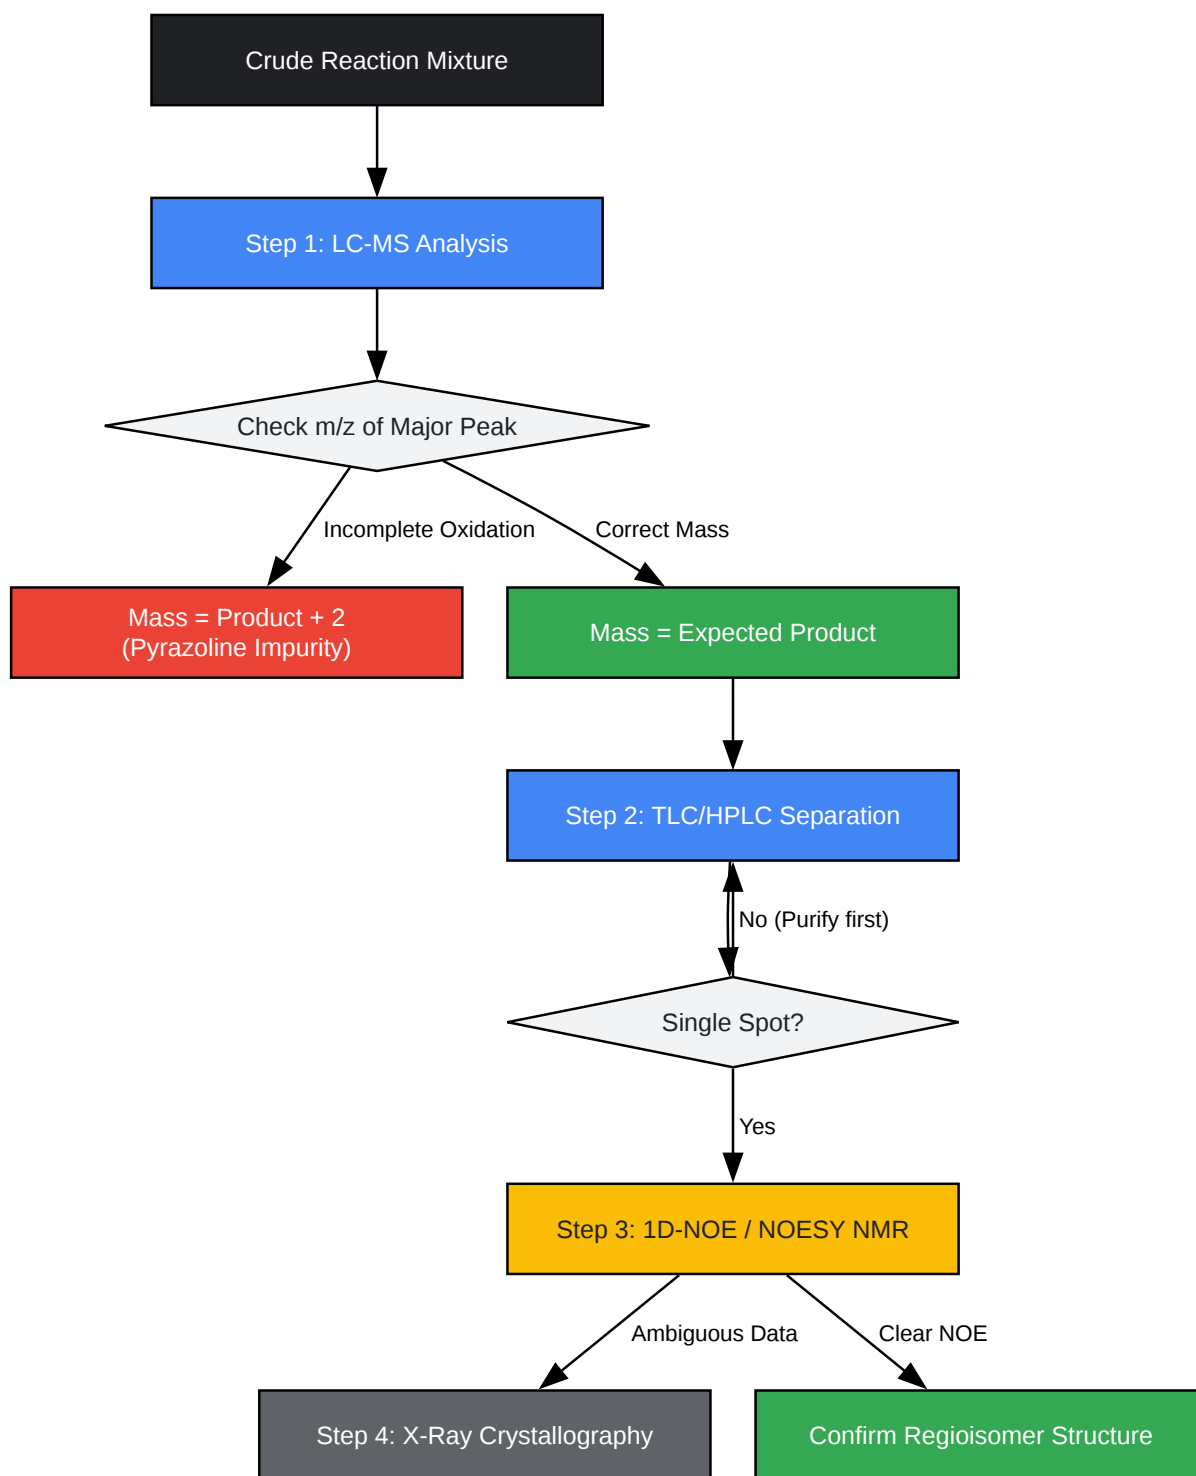 Crude Reaction Mixture
Step 1: LC-MS Analysis
Check m/z of Major Peak
Incomplete Oxidation
Correct Mass
Mass = Product + 2
(Pyrazoline Impurity)
Mass = Expected Product
Step 2: TLC/HPLC Separation
No (Purify first)
Single Spot?
Yes
Step 3: 1D-NOE / NOESY NMR
Ambiguous Data
Clear NOE
Step 4: X-Ray Crystallography
Confirm Regioisomer Structure